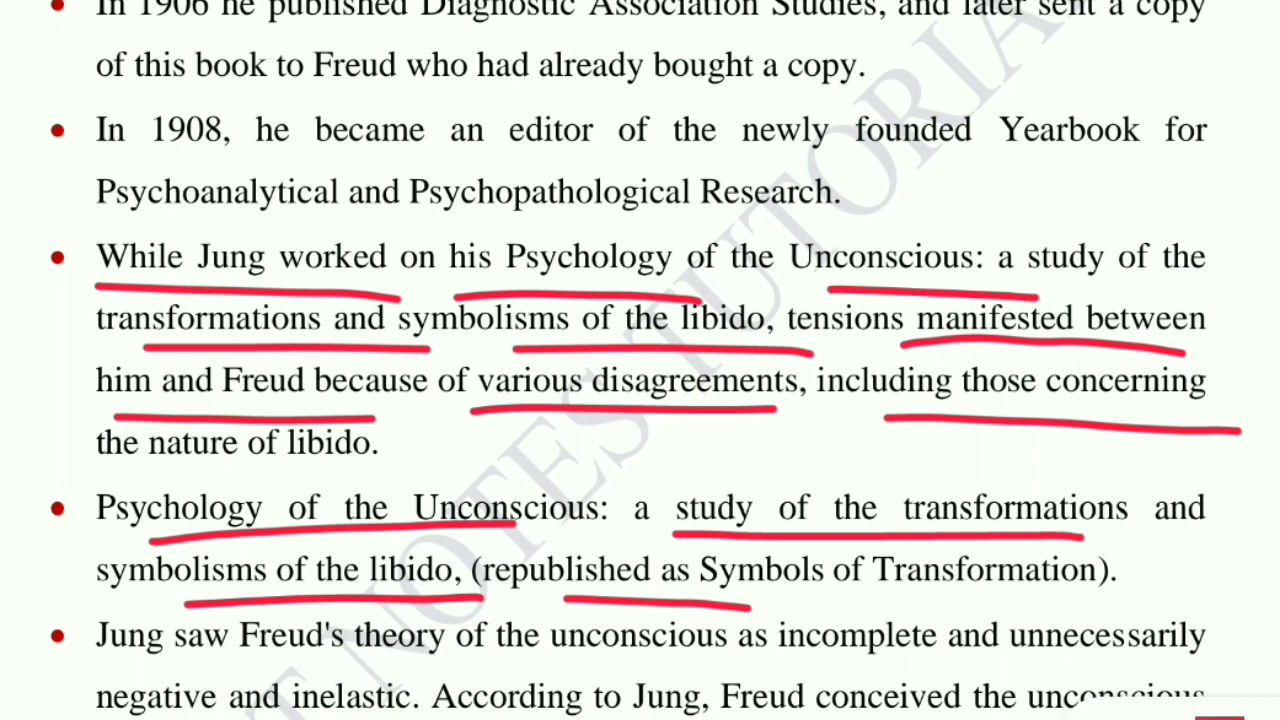 In 1906 he published Diagnostic Association Studies, and later sent a copy
of this book to Freud who had already bought a copy.
In 1908, he became an editor of the newly founded Yearbook for
Psychoanalytical and Psychopathological Research.
While Jung worked on his Psychology of the Unconscious: a study of the
transformations and symbolisms of the libido, tensions manifested between
him and Freud because of various disagreements, including those concerning
the nature of libido.
Psychology of the Unconscious: a study of the transformations and
symbolisms of the libido, (republished as Symbols of Transformation).
Jung saw Freud's theory of the unconscious as incomplete and unnecessarily
negative and inelastic. According to Jung, Freud conceived the unconscious
NOTES TUTORIA